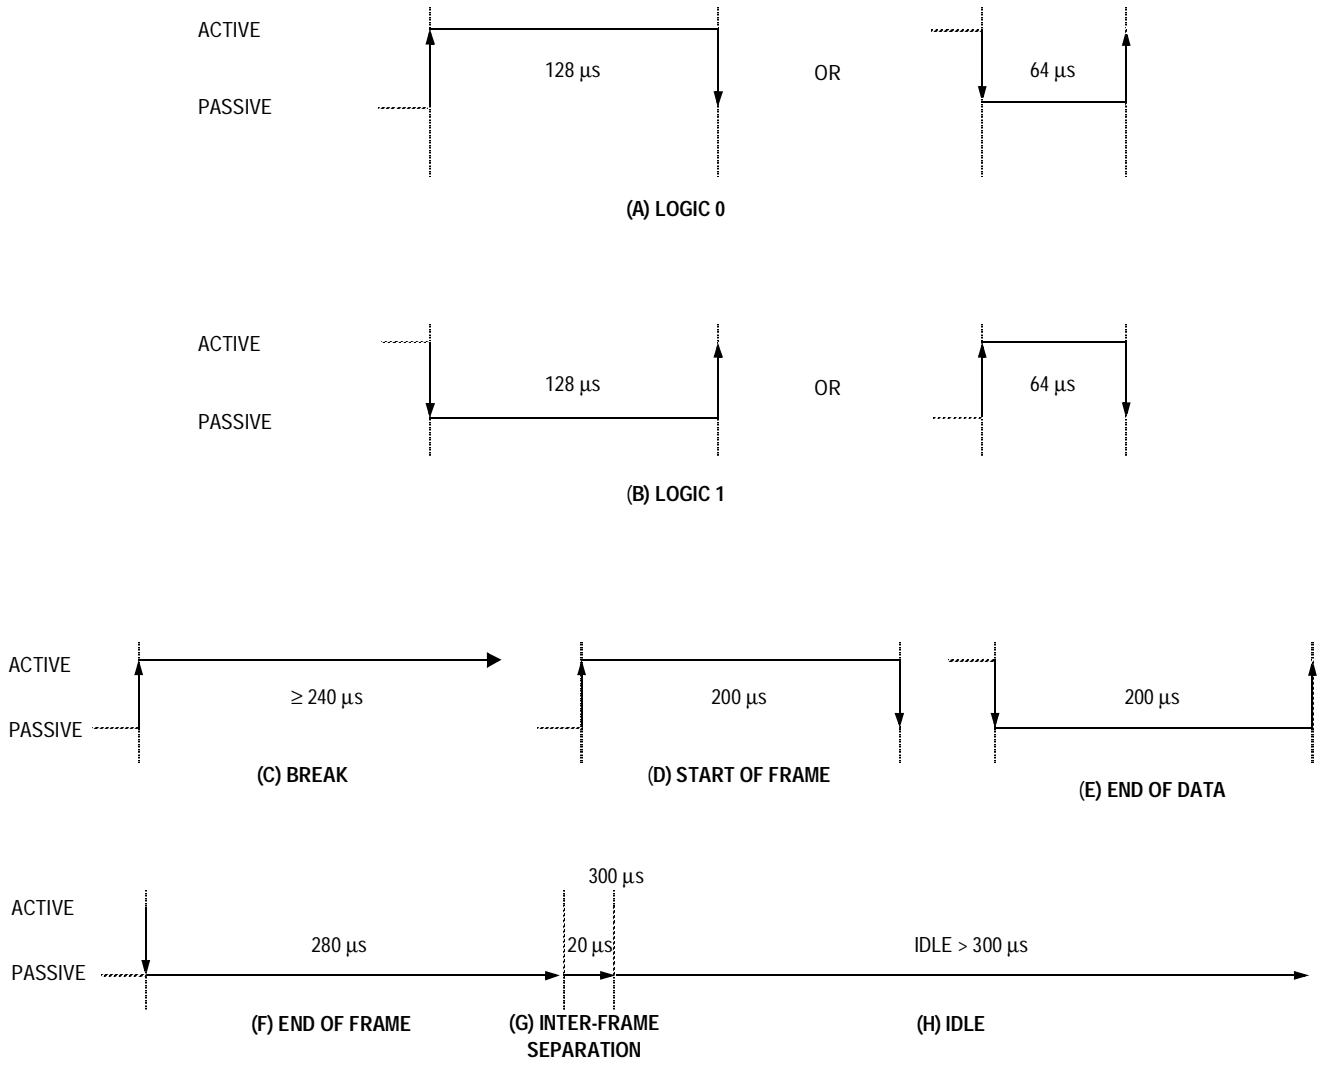 ACTIVE
128 μs
OR
64 μs
PASSIVE
(A) LOGIC 0
ACTIVE
128 μs
OR
64 μs
PASSIVE
(B) LOGIC 1
ACTIVE
≥ 240 μs
200 μs
200 μs
PASSIVE
(C) BREAK
(D) START OF FRAME
(E) END OF DATA
300 μs
ACTIVE
280 μs
20 μs
IDLE > 300 μs
PASSIVE
(F) END OF FRAME
(G) INTER-FRAME
SEPARATION
(H) IDLE